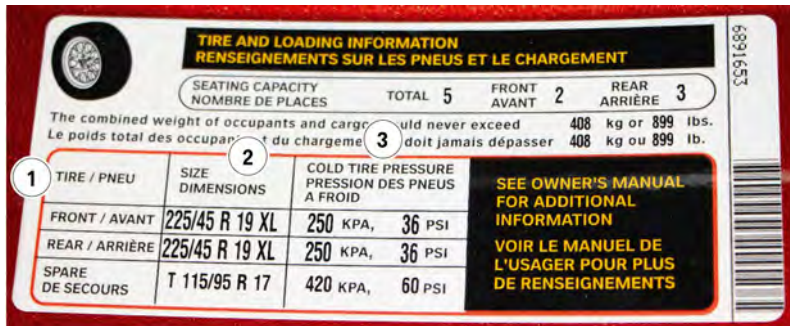 TIRE AND LOADING INFORMATION
RENSEIGNEMENTS SUR LES PNEUS ET LE CHARGEMENT
SEATING CAPACITY
NOMBRE DE PLACES
TOTAL 5
FRONT
AVANT 2
REAR
ARRIÈRE 3
The combined weight of occupants and cargo should never exceed 408 kg or 899 lbs.
Le poids total des occupants et du chargement doit jamais dépasser 408 kg ou 899 lb.
1
TIRE / PNEU
2
SIZE
DIMENSIONS
3
COLD TIRE PRESSURE
PRESSION DES PNEUS
A FROID
FRONT / AVANT 225/45 R 19 XL 250 KPA, 36 PSI
REAR / ARRIÈRE 225/45 R 19 XL 250 KPA, 36 PSI
SPARE
DE SECOURS T 115/95 R 17 420 KPA, 60 PSI
SEE OWNER'S MANUAL
FOR ADDITIONAL
INFORMATION
VOIR LE MANUEL DE
L'USAGER POUR PLUS
DE RENSEIGNEMENTS
6891653